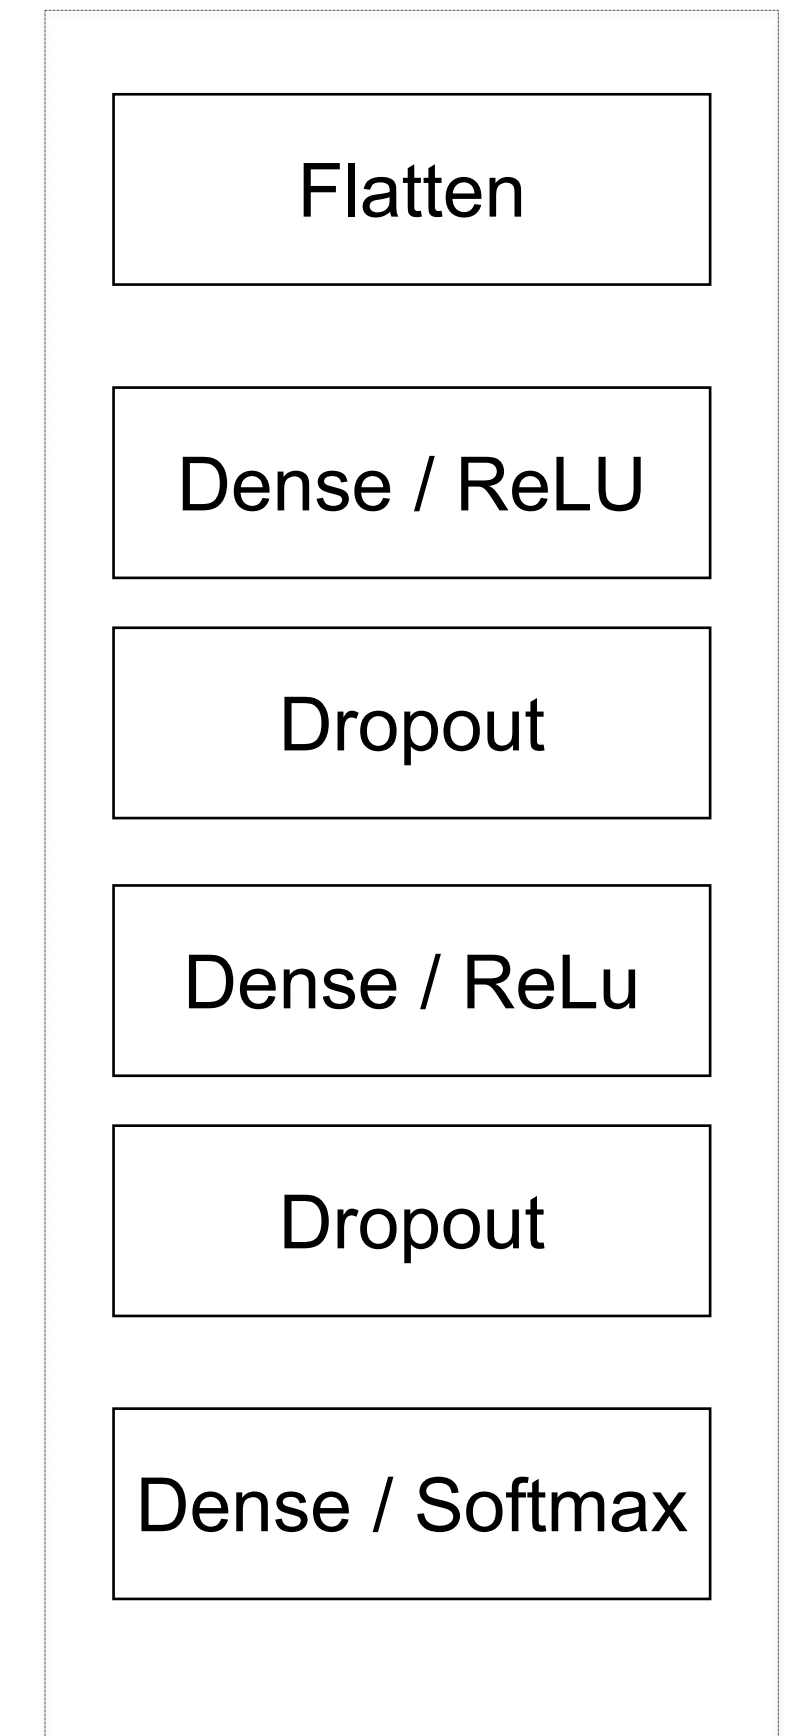 Flatten
Dense / ReLU
Dropout
Dense / ReLu
Dropout
Dense / Softmax